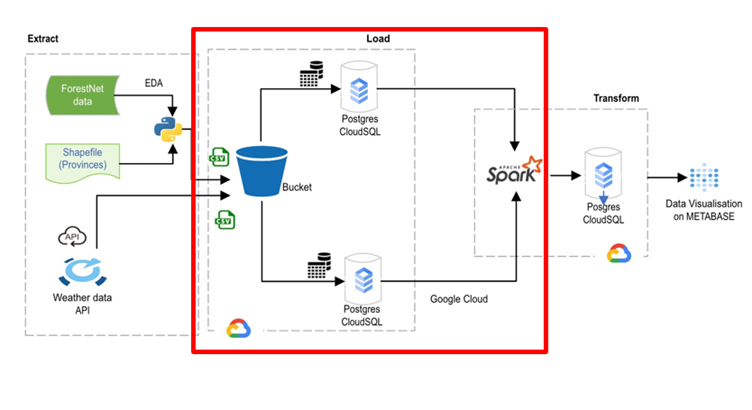 Extract
Load
ForestNet
data
EDA
Shapefile
(Provinces)
CSV
CSV
Bucket
Postgres
CloudSQL
Transform
APACHE
Spark
Postgres
CloudSQL
Data Visualisation
on METABASE
API
Weather data
API
Postgres
CloudSQL
Google Cloud